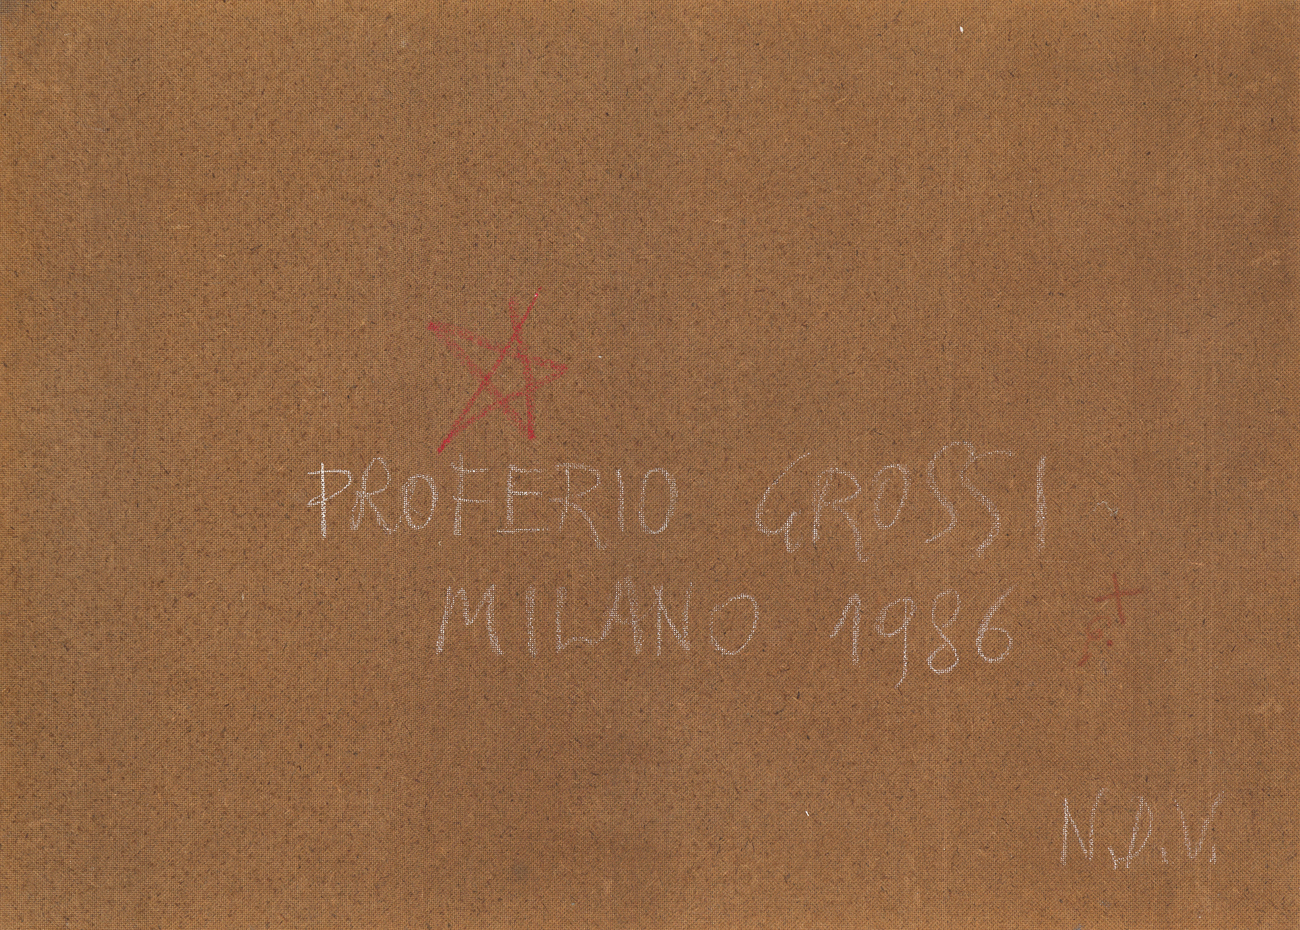 PROFERIO GROSSI
MILANO 1986
N.D.V.